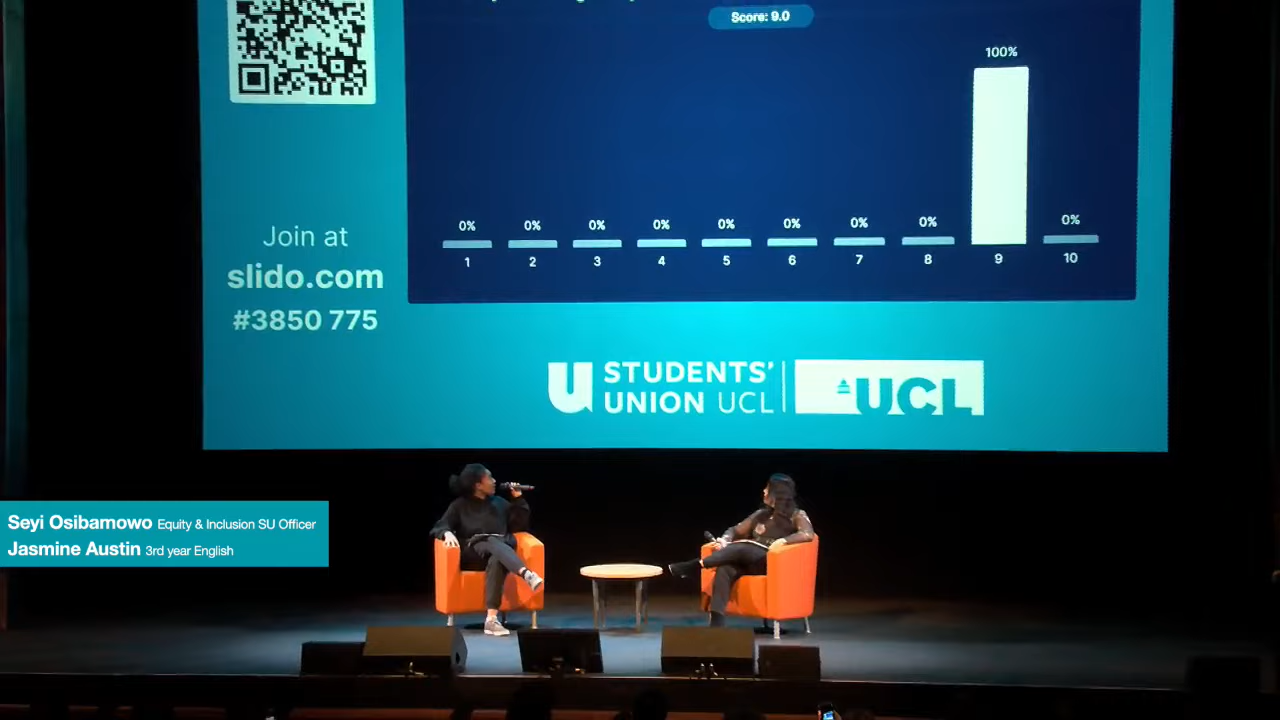 Score: 9.0
100%
0%
0%
0%
0%
0%
0%
0%
0%
0%
1
2
3
4
5
6
7
8
9
10
Join at
slido.com
#3850 775
STUDENTS'
UNION UCL
UCL
Seyi Osibamowo Equity & Inclusion SU Officer
Jasmine Austin 3rd year English